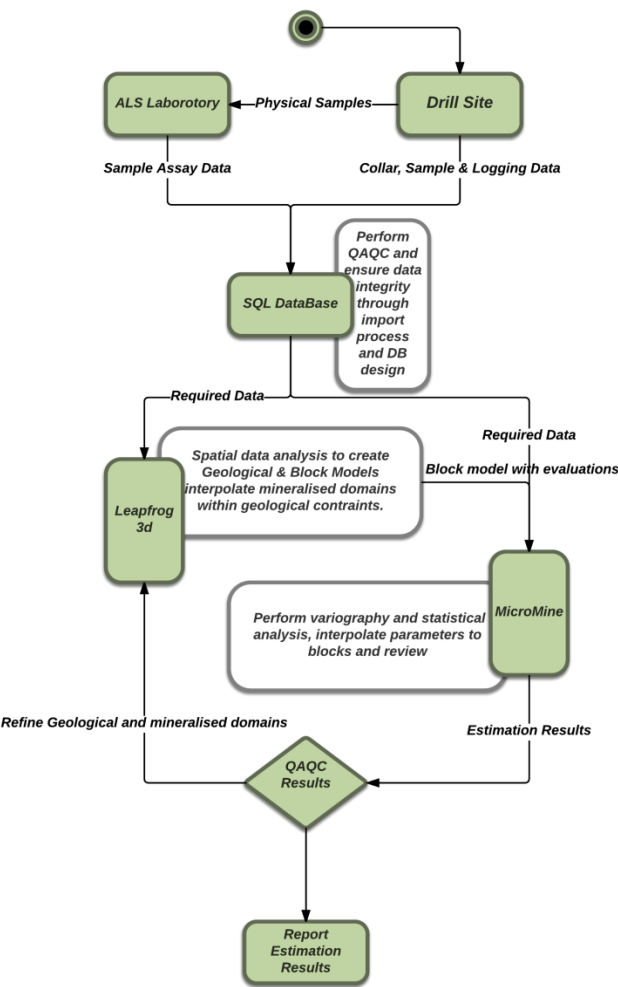 ALS Laborotory
Physical Samples
Drill Site
Sample Assay Data
Collar, Sample & Logging Data
Perform
QAQC and
ensure data
integrity
through
import
process
and DB
design
SQL DataBase
Required Data
Required Data
Spatial data analysis to create
Geological & Block Models
interpolate mineralised domains
within geological contraints.
Block model with evaluations
Leapfrog
3d
MicroMine
Perform variography and statistical
analysis, interpolate parameters to
blocks and review
Refine Geological and mineralised domains
Estimation Results
QAQC
Results
Report
Estimation
Results